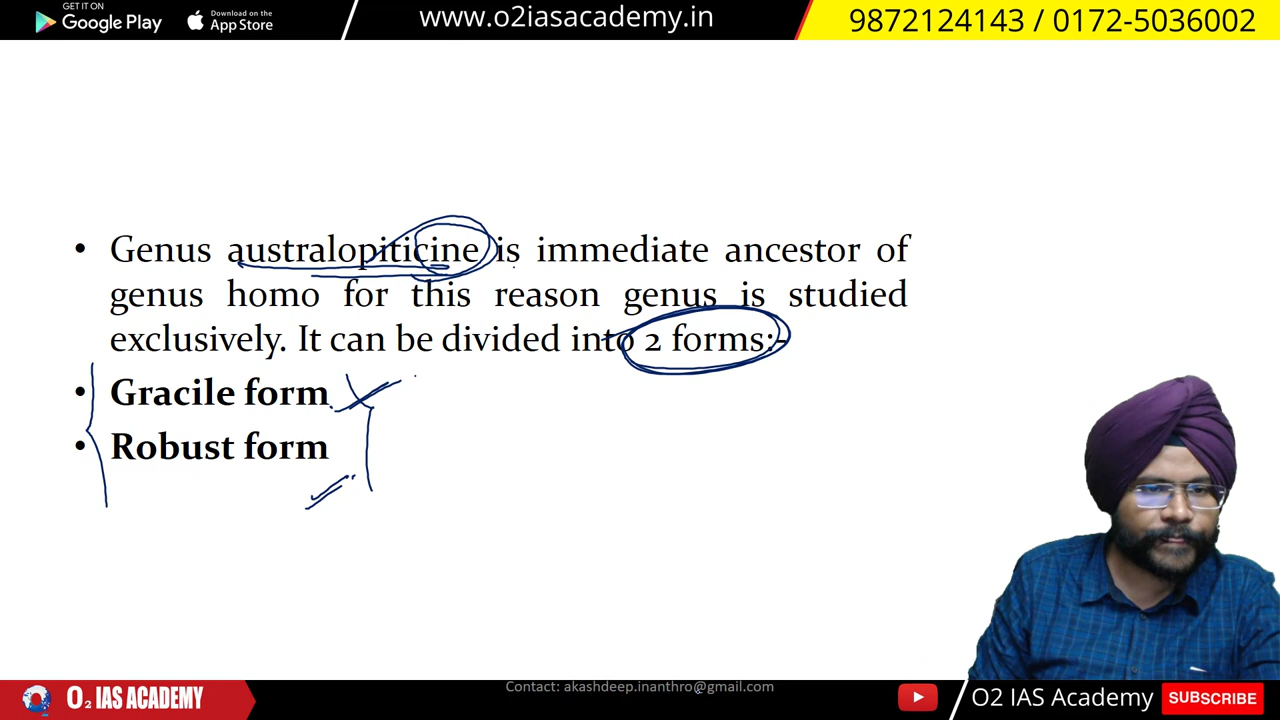 GET IT ON
Google Play
Download on the
App Store
www.o2iasacademy.in
9872124143 / 0172-5036002
• Genus australopiticine is immediate ancestor of
genus homo for this reason genus is studied
exclusively. It can be divided into 2 forms:-
• Gracile form
• Robust form
O2 IAS ACADEMY
Contact: akashdeep.inanthro@gmail.com
O2 IAS Academy
SUBSCRIBE